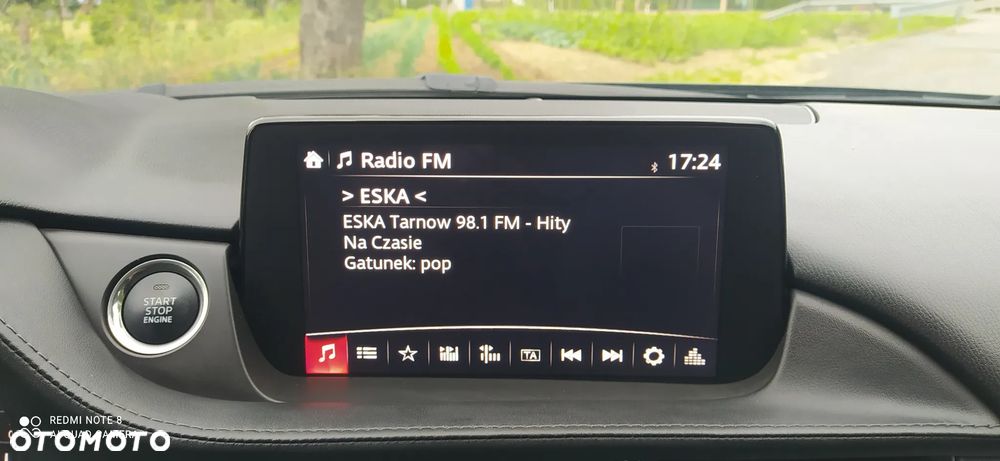 Radio FM
17:24
> ESKA <
ESKA Tarnow 98.1 FM - Hity
Na Czasie
Gatunek: pop
TA
START
STOP
ENGINE
REDMI NOTE 8
OTOMOTO